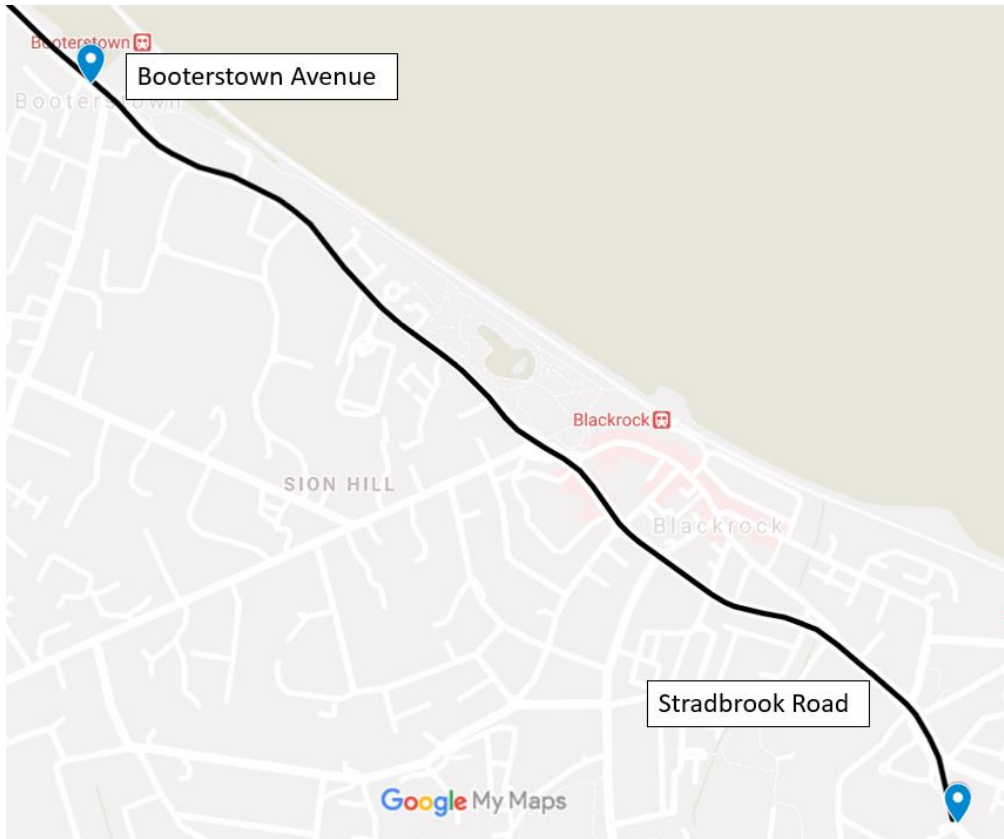 Booterstown
Booterstown Avenue
Booterstown
Blackrock
SION HILL
Blackrock
Stradbrook Road
Google My Maps